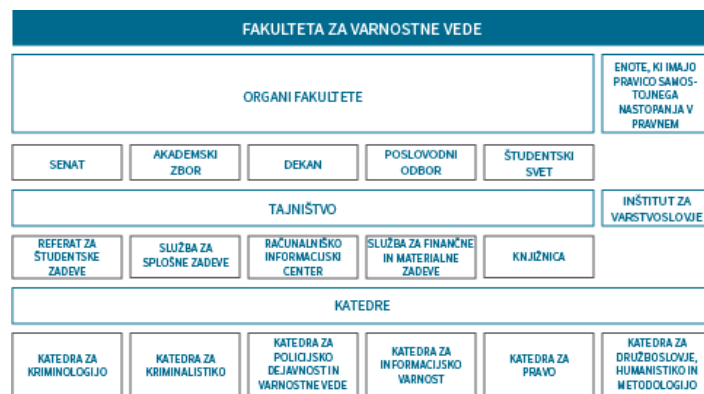 FAKULTETA ZA VARNOSTNE VEDE
ORGANI FAKULTETE
ENOTE, KI IMAJO
PRAVICO SAMOS-
TOJNEGA
NASTOPANJA V
PRAVNEM
SENAT
AKADEMSKI
ZBOR
DEKAN
POSLOVODNI
ODBOR
ŠTUDENTSKI
SVET
TAJNIŠTVO
INŠTITUT ZA
VARSTVOSLOVJE
REFERAT ZA
ŠTUDENTSKE
ZADEVE
SLUŽBA ZA
SPLOŠNE ZADEVE
RAČUNALNIŠKO
INFORMACIJSKI
CENTER
SLUŽBA ZA FINANČNE
IN MATERIALNE
ZADEVE
KNJIŽNICA
KATEDRE
KATEDRA ZA
KRIMINOLOGIJO
KATEDRA ZA
KRIMINALISTIKO
KATEDRA ZA
POLICIJSKO
DEJAVNOST IN
VARNOSTNE VEDE
KATEDRA ZA
INFORMACIJSKO
VARNOST
KATEDRA ZA
PRAVO
KATEDRA ZA
DRUŽBOSLOVJE,
HUMANISTIKO IN
METODOLOGIJO